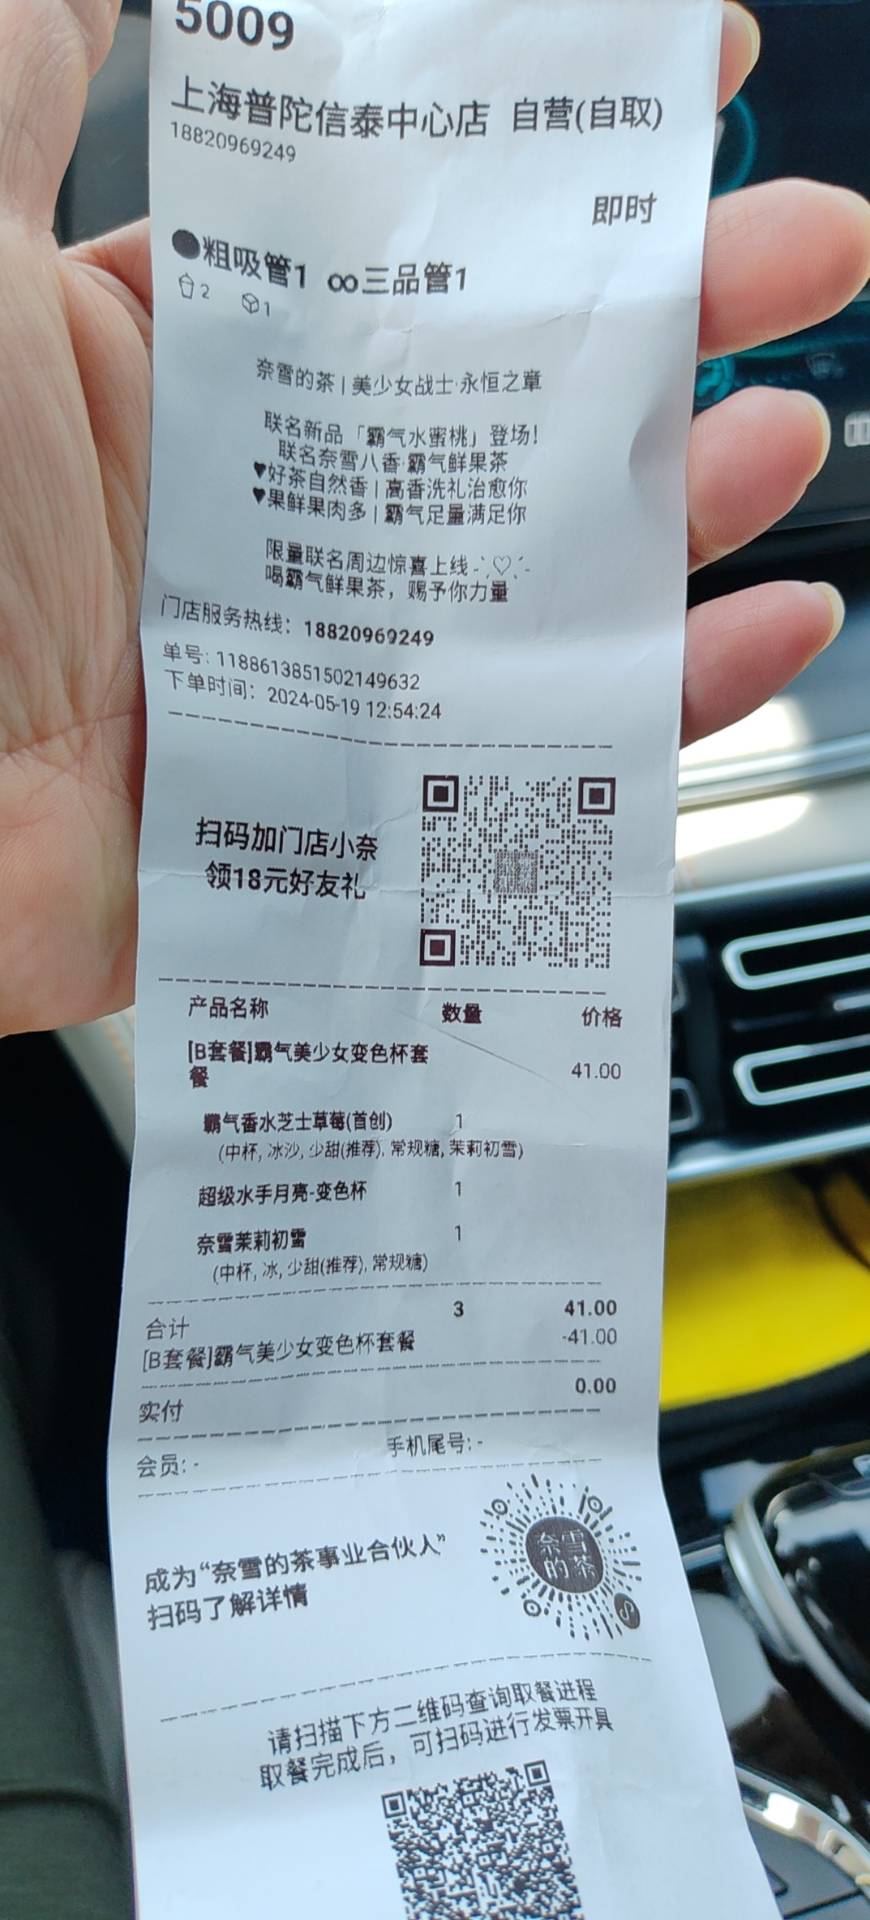 5009
上海普陀信泰中心店 自营(自取)
18820969249
即时
●粗吸管1 ∞三品管1
2 1
奈雪的茶 | 美少女战士·永恒之章
联名新品「霸气水蜜桃」登场!
联名奈雪八香·霸气鲜果茶
♥好茶自然香 | 高香洗礼治愈你
♥果鲜果肉多 | 霸气足量满足你
限量联名周边惊喜上线-`♡´-
喝霸气鲜果茶，赐予你力量
门店服务热线：18820969249
单号: 1188613851502149632
下单时间：2024-05-19 12:54:24
扫码加门店小奈
领18元好友礼
产品名称 数量 价格
[B套餐]霸气美少女变色杯套 41.00
餐
霸气香水芝士草莓(首创) 1
(中杯, 冰沙, 少甜(推荐), 常规糖, 茉莉初雪)
超级水手月亮-变色杯 1
奈雪茉莉初雪 1
(中杯, 冰, 少甜(推荐), 常规糖)
合计 3 41.00
[B套餐]霸气美少女变色杯套餐 -41.00
实付 0.00
会员: - 手机尾号: -
成为“奈雪的茶事业合伙人”
扫码了解详情
奈雪
的茶
请扫描下方二维码查询取餐进程
取餐完成后，可扫码进行发票开具